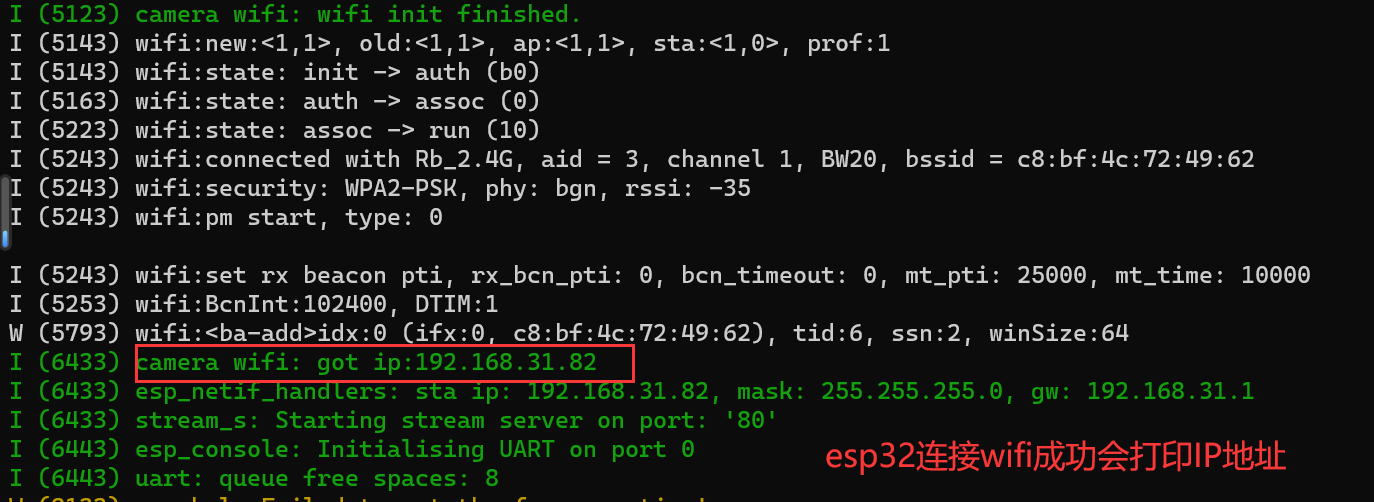 I (5123) camera wifi: wifi init finished.
I (5143) wifi:new:<1,1>, old:<1,1>, ap:<1,1>, sta:<1,0>, prof:1
I (5143) wifi:state: init -> auth (b0)
I (5163) wifi:state: auth -> assoc (0)
I (5223) wifi:state: assoc -> run (10)
I (5243) wifi:connected with Rb_2.4G, aid = 3, channel 1, BW20, bssid = c8:bf:4c:72:49:62
I (5243) wifi:security: WPA2-PSK, phy: bgn, rssi: -35
I (5243) wifi:pm start, type: 0
I (5243) wifi:set rx beacon pti, rx_bcn_pti: 0, bcn_timeout: 0, mt_pti: 25000, mt_time: 10000
I (5253) wifi:BcnInt:102400, DTIM:1
W (5793) wifi:<ba-add>idx:0 (ifx:0, c8:bf:4c:72:49:62), tid:6, ssn:2, winSize:64
I (6433) camera wifi: got ip:192.168.31.82
I (6433) esp_netif_handlers: sta ip: 192.168.31.82, mask: 255.255.255.0, gw: 192.168.31.1
I (6433) stream_s: Starting stream server on port: '80'
I (6443) esp_console: Initialising UART on port 0
I (6443) uart: queue free spaces: 8
esp32连接wifi成功会打印IP地址